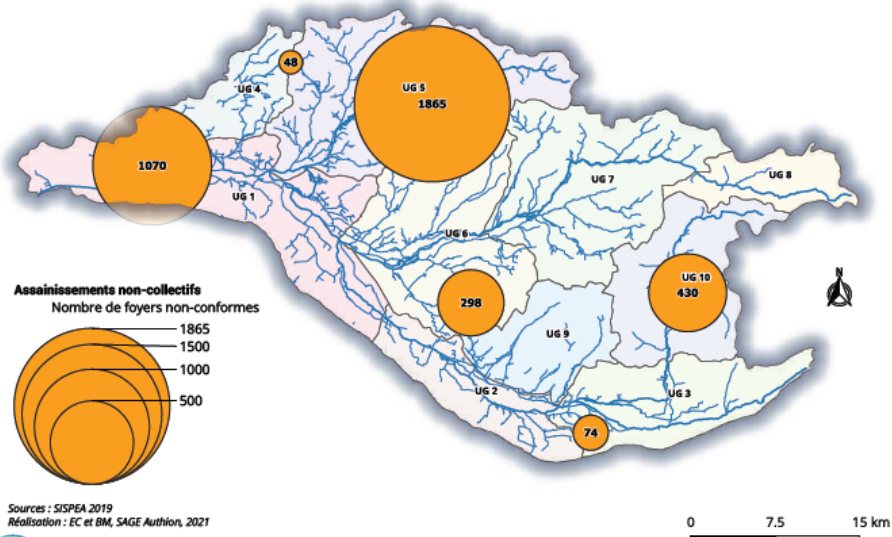 48
UG 4
UG 5
1865
1070
UG 1
UG 7
UG 8
UG 6
N
Assainissements non-collectifs
Nombre de foyers non-conformes
1865
1500
1000
500
298
UG 10
430
UG 9
UG 2
UG 3
74
Sources : SISPEA 2019
Réalisation : EC et BM, SAGE Authion, 2021
0 7.5 15 km